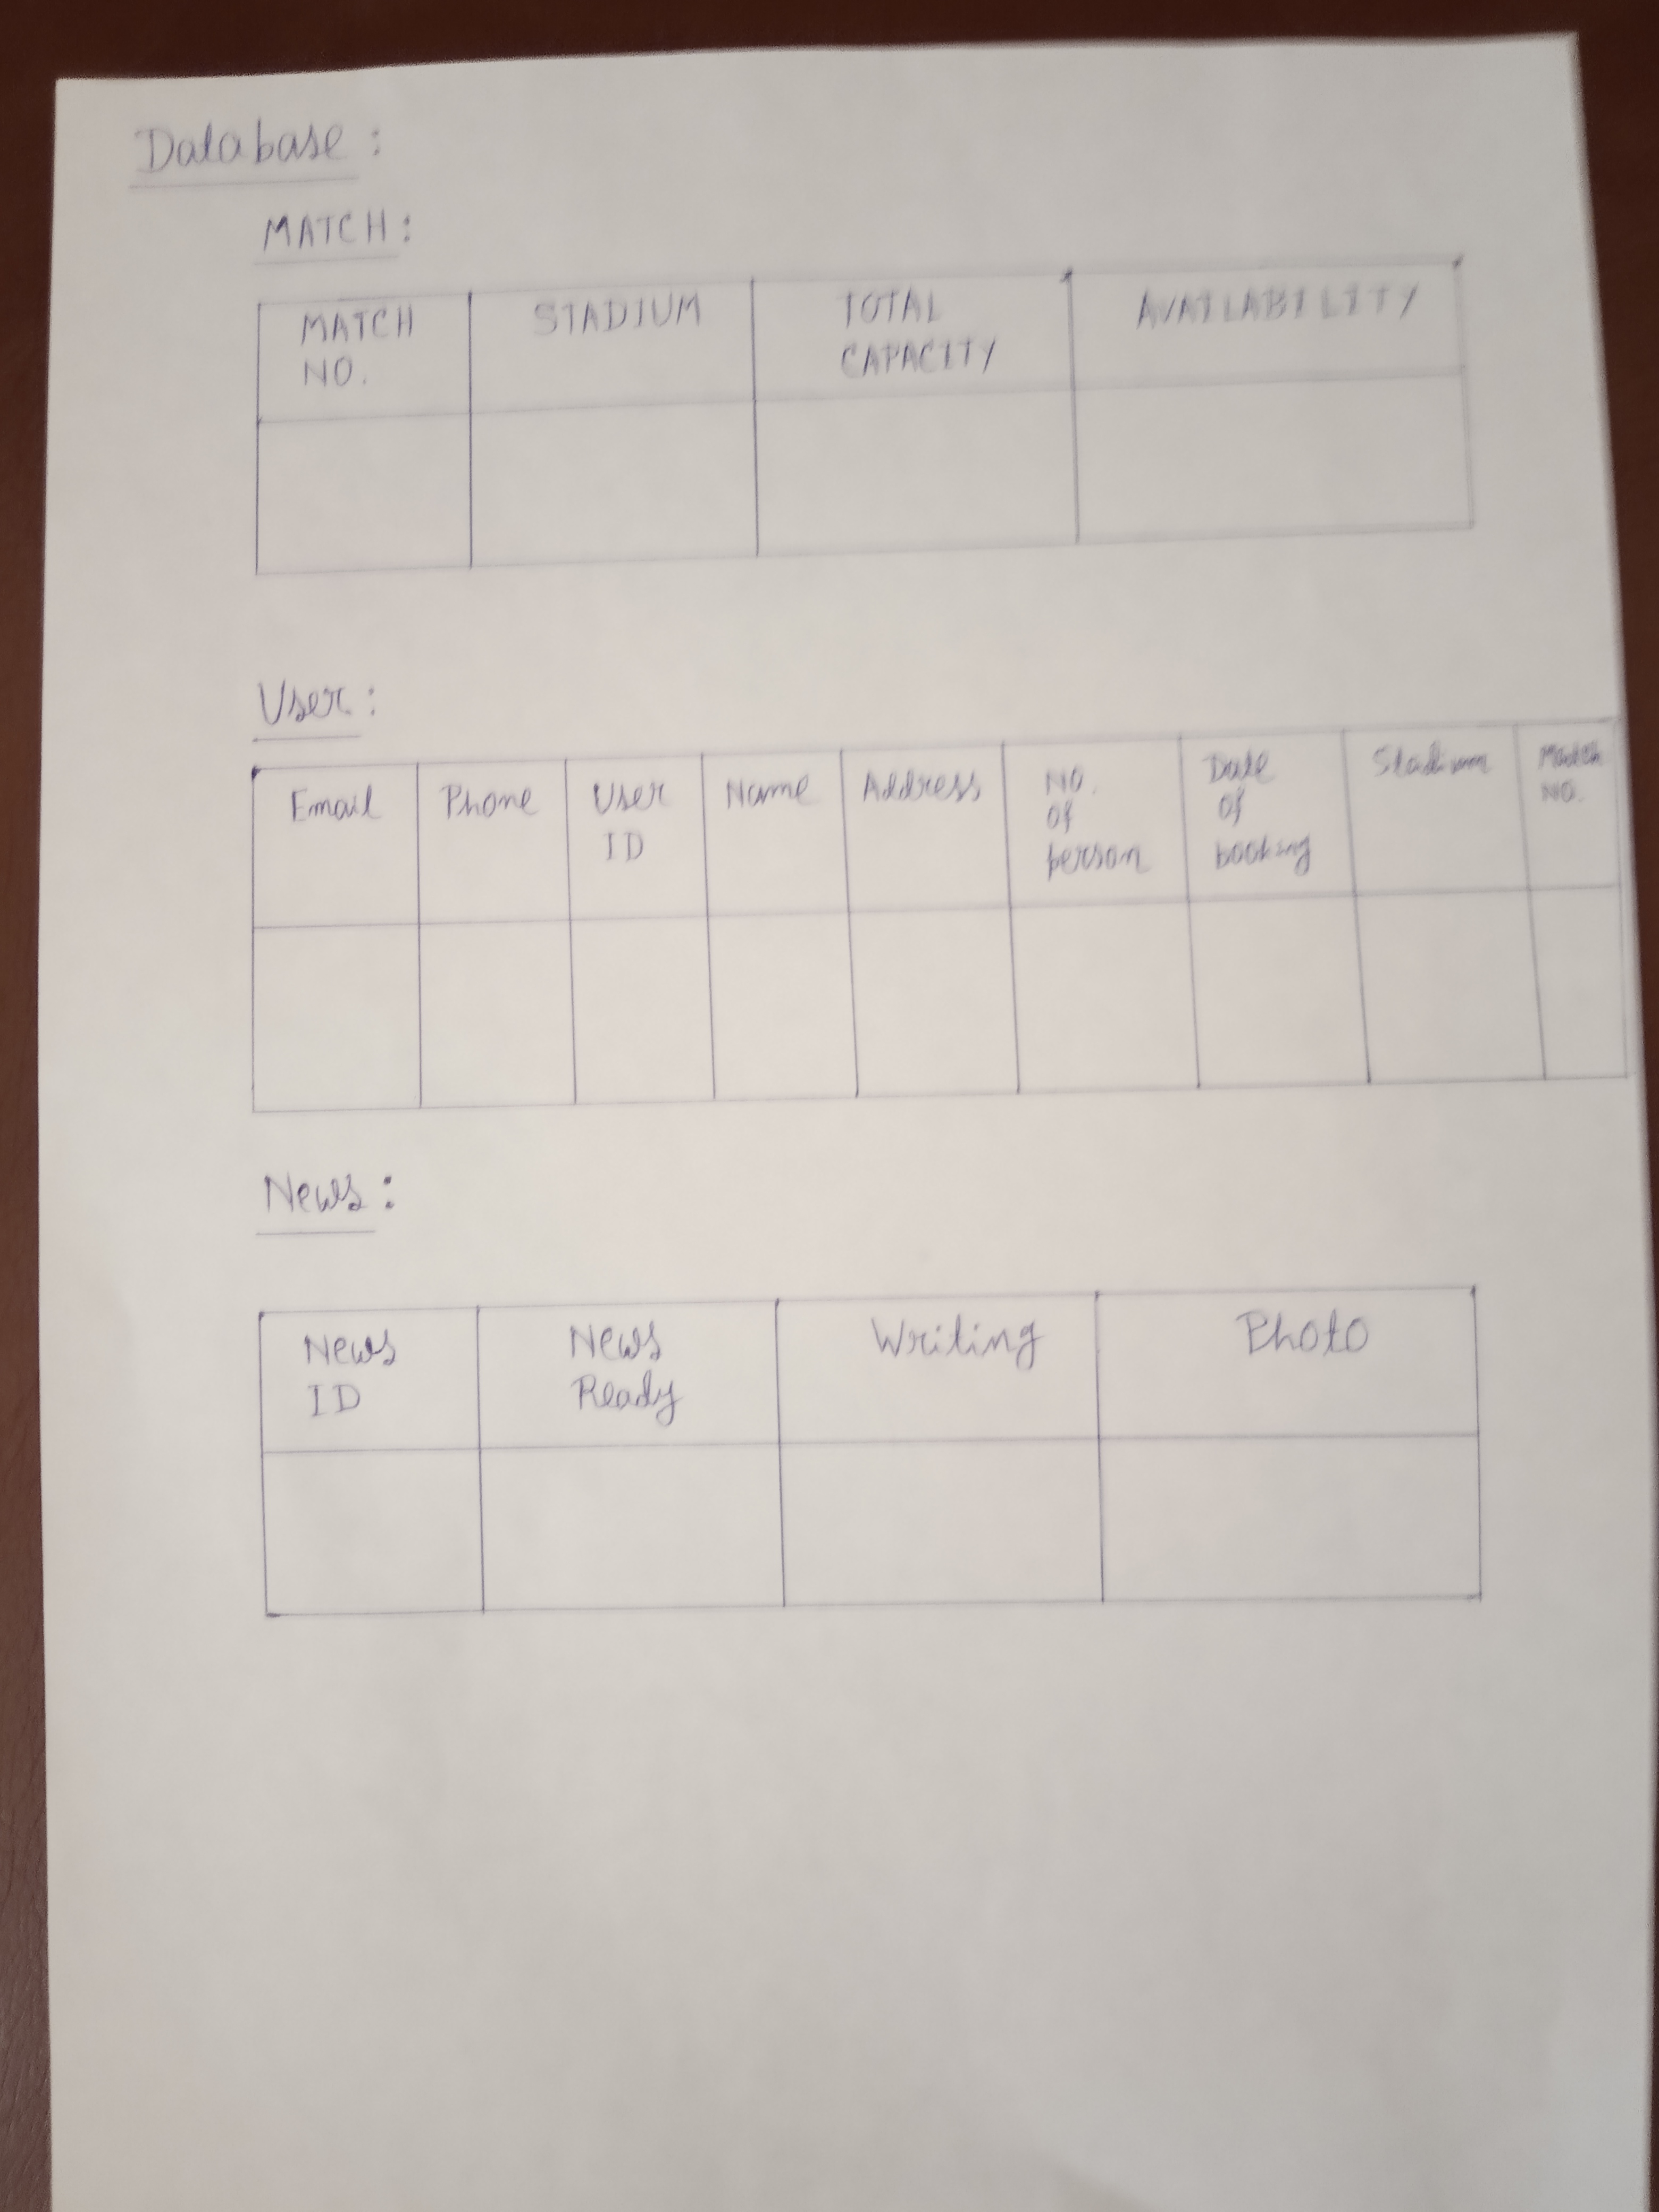 Database :
MATCH :
MATCH NO. STADIUM TOTAL CAPACITY AVAILABILITY
User :
Email Phone User ID Name Address NO. of person Date of booking Stadium Match NO.
News :
News ID News Ready Writing Photo